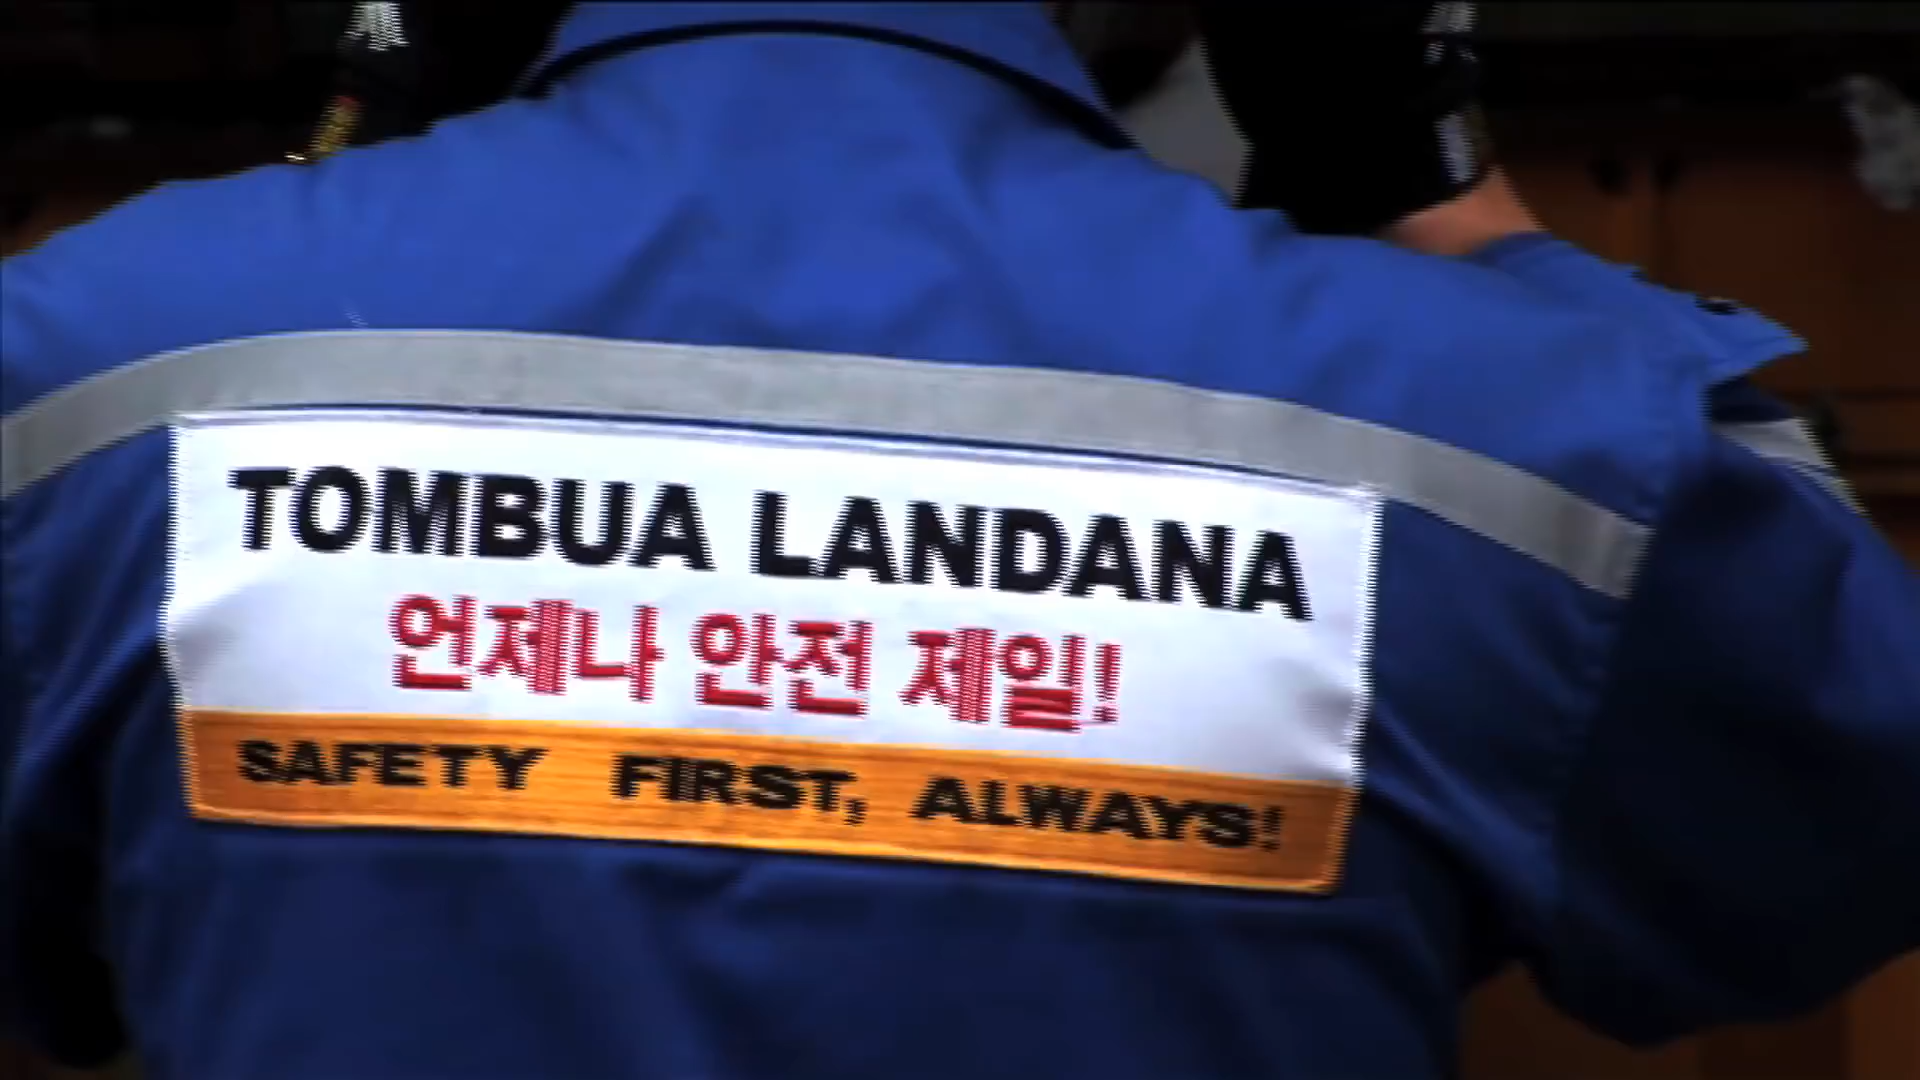 TOMBUA LANDANA
언제나 안전 제일!
SAFETY FIRST, ALWAYS!